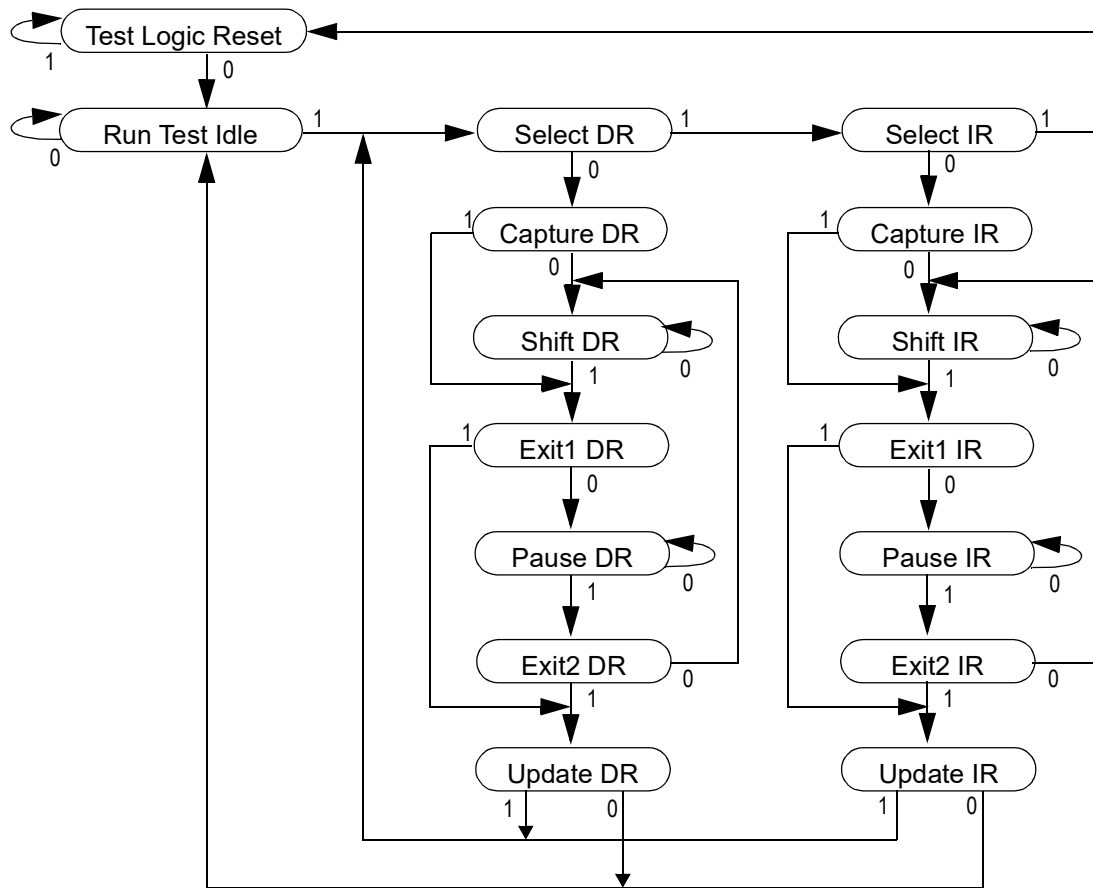 Test Logic Reset
1
0
Run Test Idle
1
Select DR
1
Select IR
1
0
0
0
1
Capture DR
1
Capture IR
0
0
Shift DR
0
Shift IR
0
1
1
1
Exit1 DR
1
Exit1 IR
0
0
Pause DR
0
Pause IR
0
1
1
Exit2 DR
0
Exit2 IR
0
1
1
Update DR
Update IR
1
0
1
0